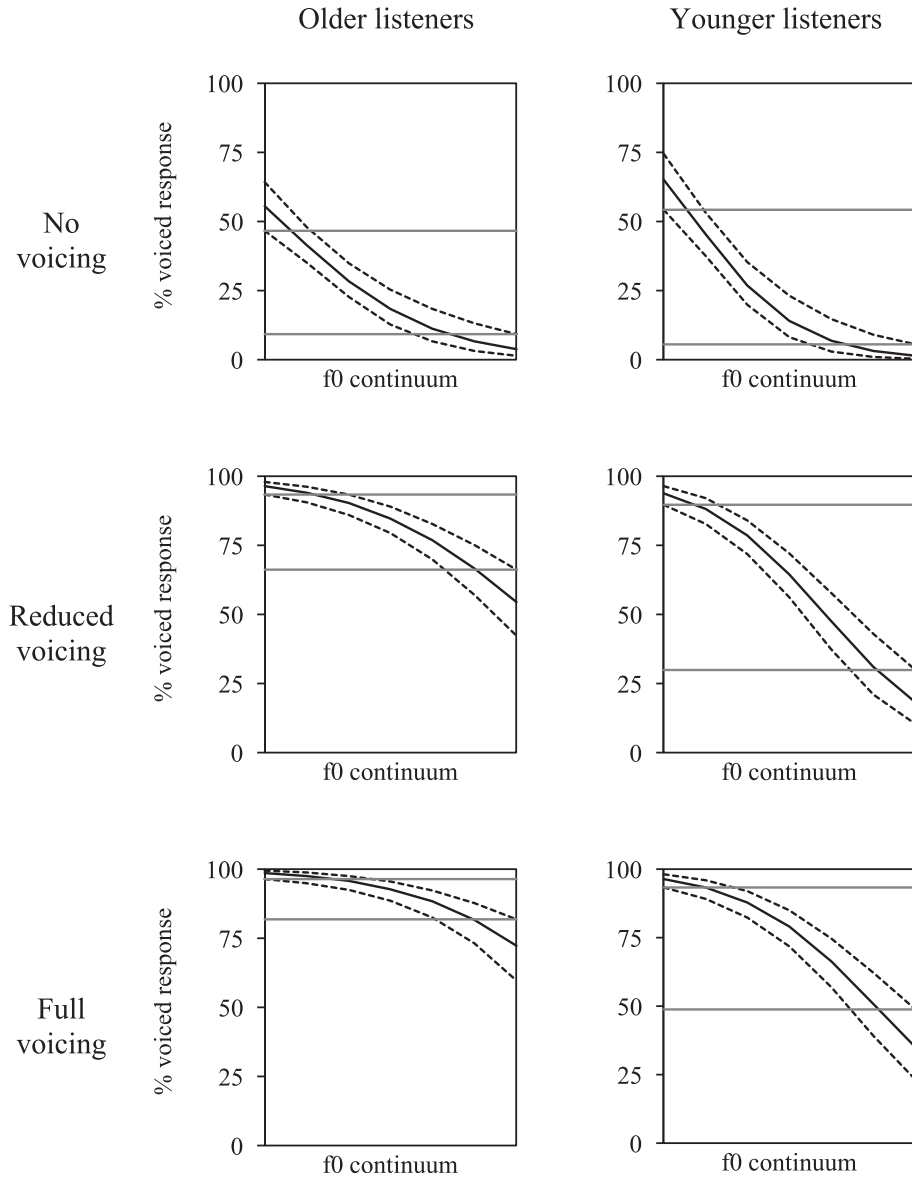 Older listeners
Younger listeners
No
voicing
% voiced response
100
75
50
25
0
f0 continuum
100
75
50
25
0
f0 continuum
Reduced
voicing
% voiced response
100
75
50
25
0
f0 continuum
100
75
50
25
0
f0 continuum
Full
voicing
% voiced response
100
75
50
25
0
f0 continuum
100
75
50
25
0
f0 continuum